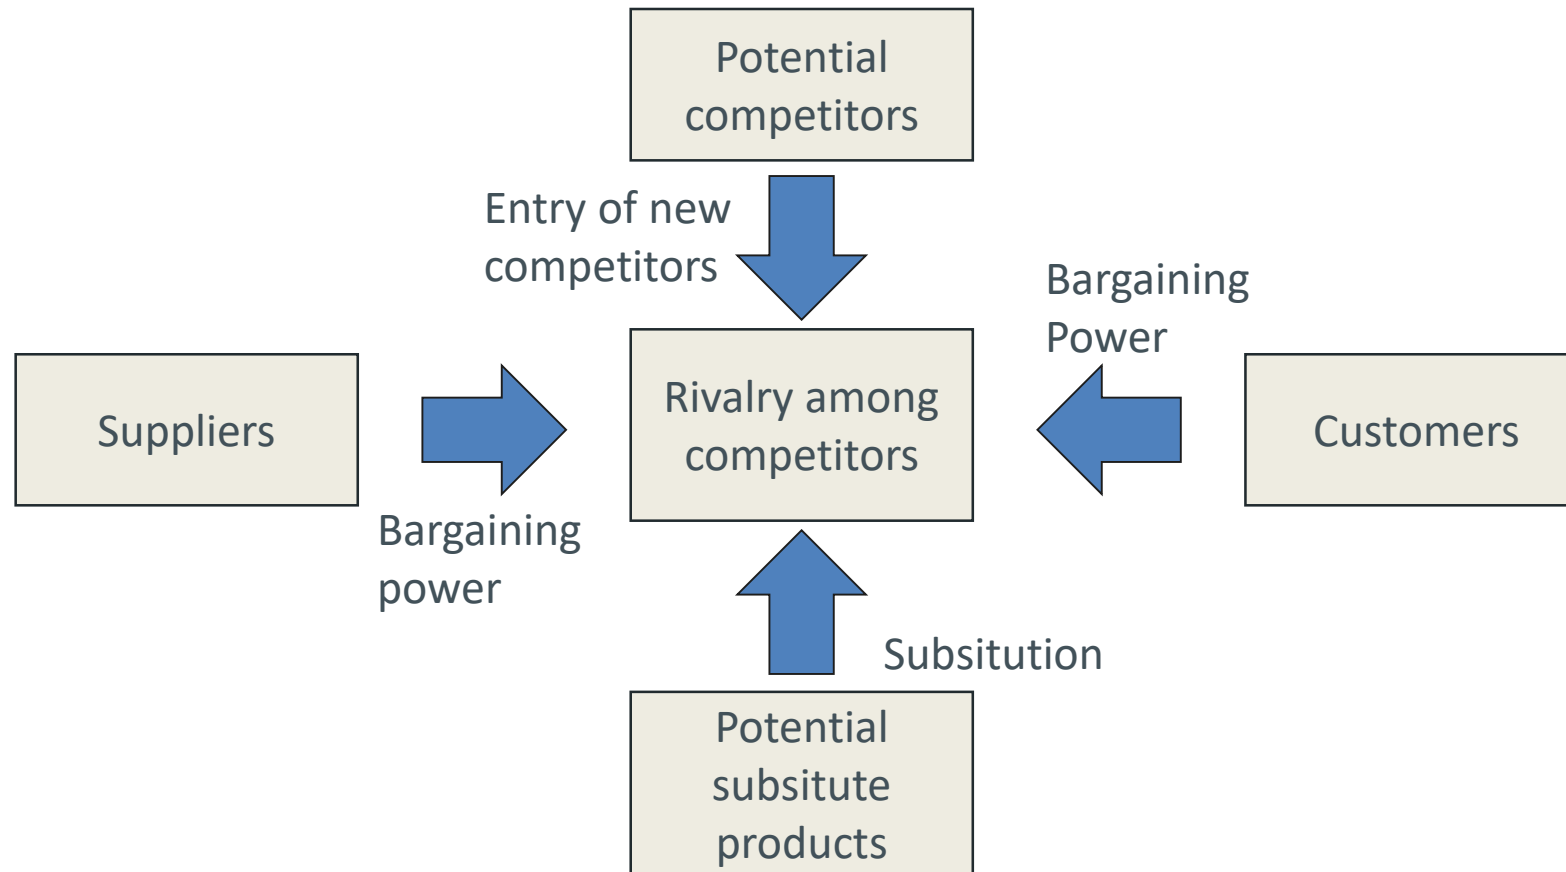 Potential
competitors
Entry of new
competitors
Bargaining
Power
Suppliers
Rivalry among
competitors
Customers
Bargaining
power
Subsitution
Potential
subsitute
products